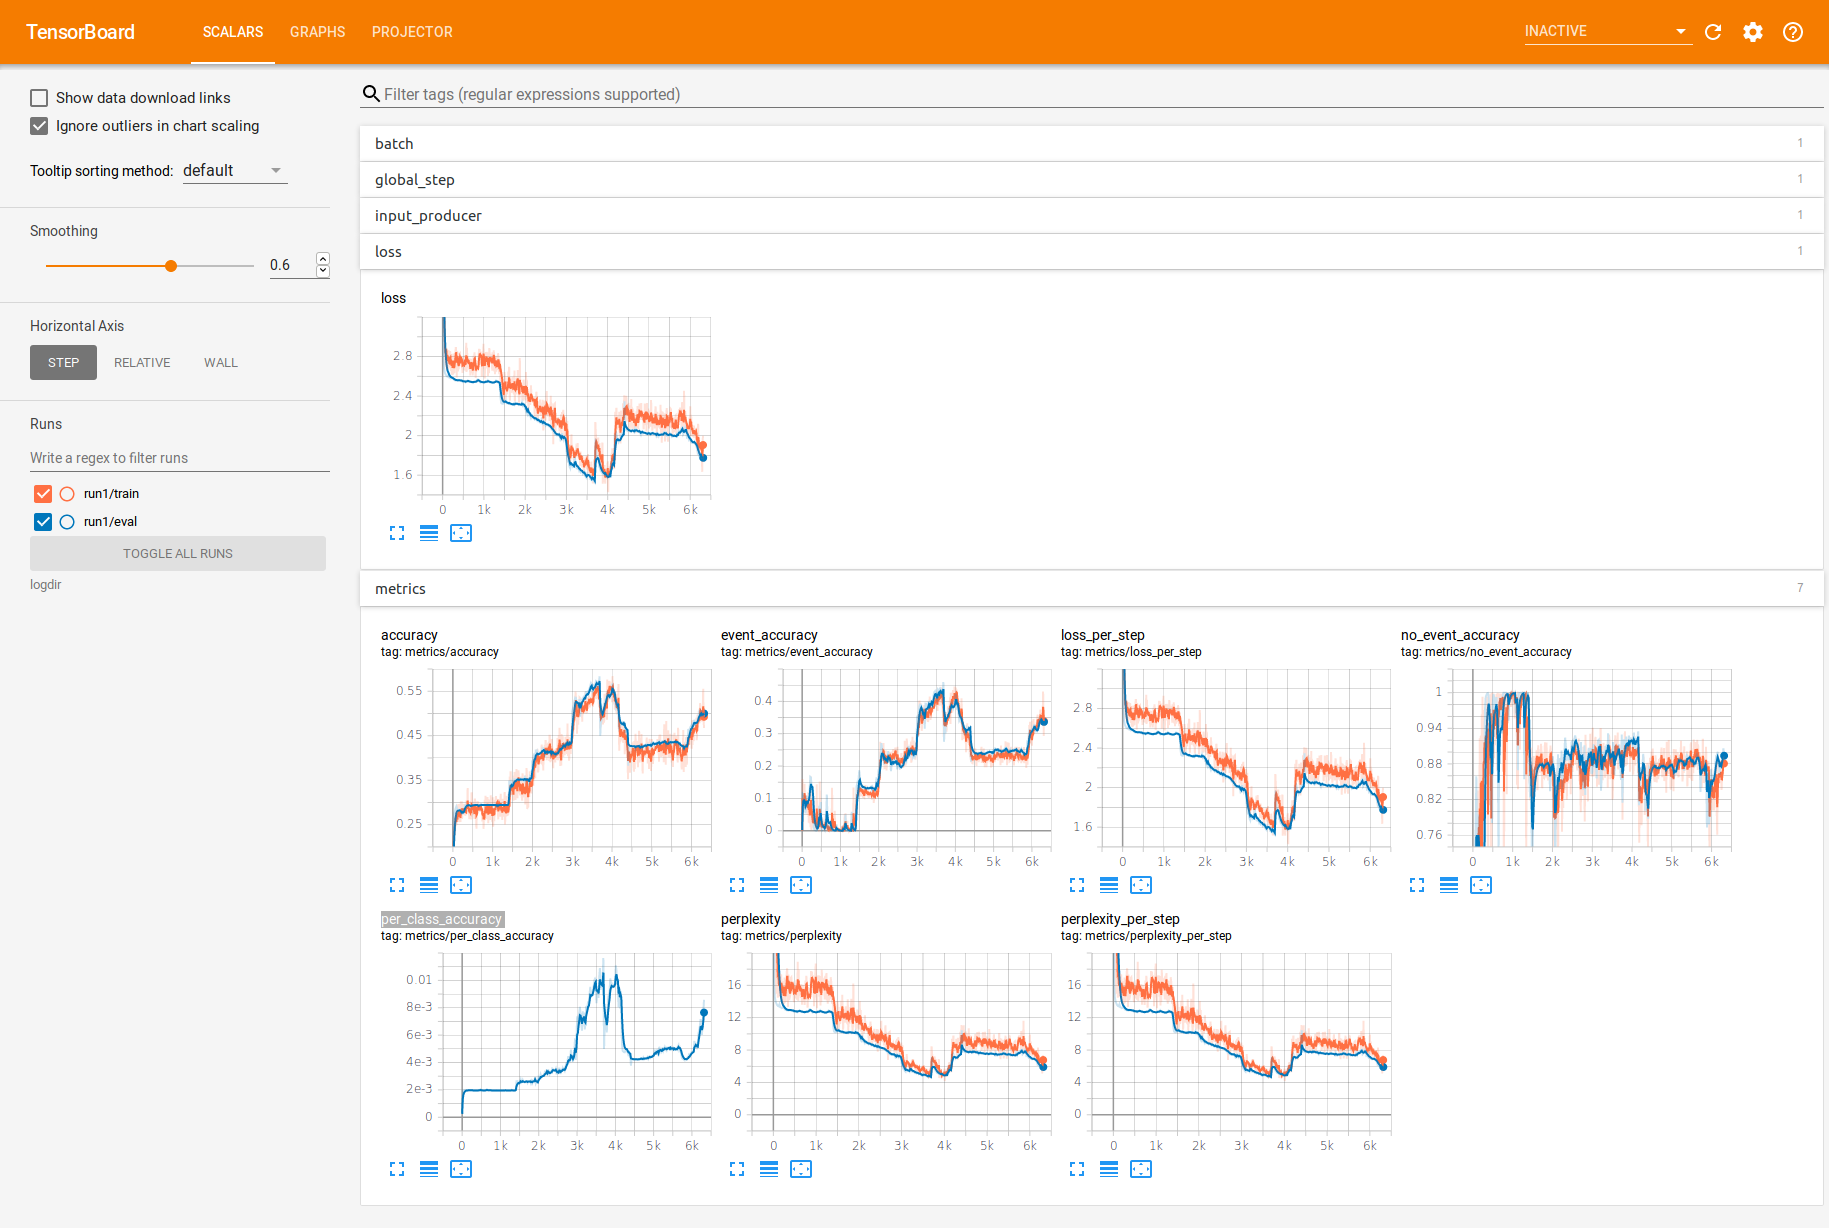 TensorBoard SCALARS GRAPHS PROJECTOR INACTIVE
Show data download links
Ignore outliers in chart scaling
Tooltip sorting method: default
Smoothing
0.6
Horizontal Axis
STEP RELATIVE WALL
Runs
Write a regex to filter runs
run1/train
run1/eval
TOGGLE ALL RUNS
logdir
Filter tags (regular expressions supported)
batch 1
global_step 1
input_producer 1
loss 1
loss
2.8
2.4
2
1.6
0 1k 2k 3k 4k 5k 6k
metrics 7
accuracy
tag: metrics/accuracy
0.55
0.45
0.35
0.25
0 1k 2k 3k 4k 5k 6k
event_accuracy
tag: metrics/event_accuracy
0.4
0.3
0.2
0.1
0
0 1k 2k 3k 4k 5k 6k
loss_per_step
tag: metrics/loss_per_step
2.8
2.4
2
1.6
0 1k 2k 3k 4k 5k 6k
no_event_accuracy
tag: metrics/no_event_accuracy
1
0.94
0.88
0.82
0.76
0 1k 2k 3k 4k 5k 6k
per_class_accuracy
tag: metrics/per_class_accuracy
0.01
8e-3
6e-3
4e-3
2e-3
0
0 1k 2k 3k 4k 5k 6k
perplexity
tag: metrics/perplexity
16
12
8
4
0
0 1k 2k 3k 4k 5k 6k
perplexity_per_step
tag: metrics/perplexity_per_step
16
12
8
4
0
0 1k 2k 3k 4k 5k 6k